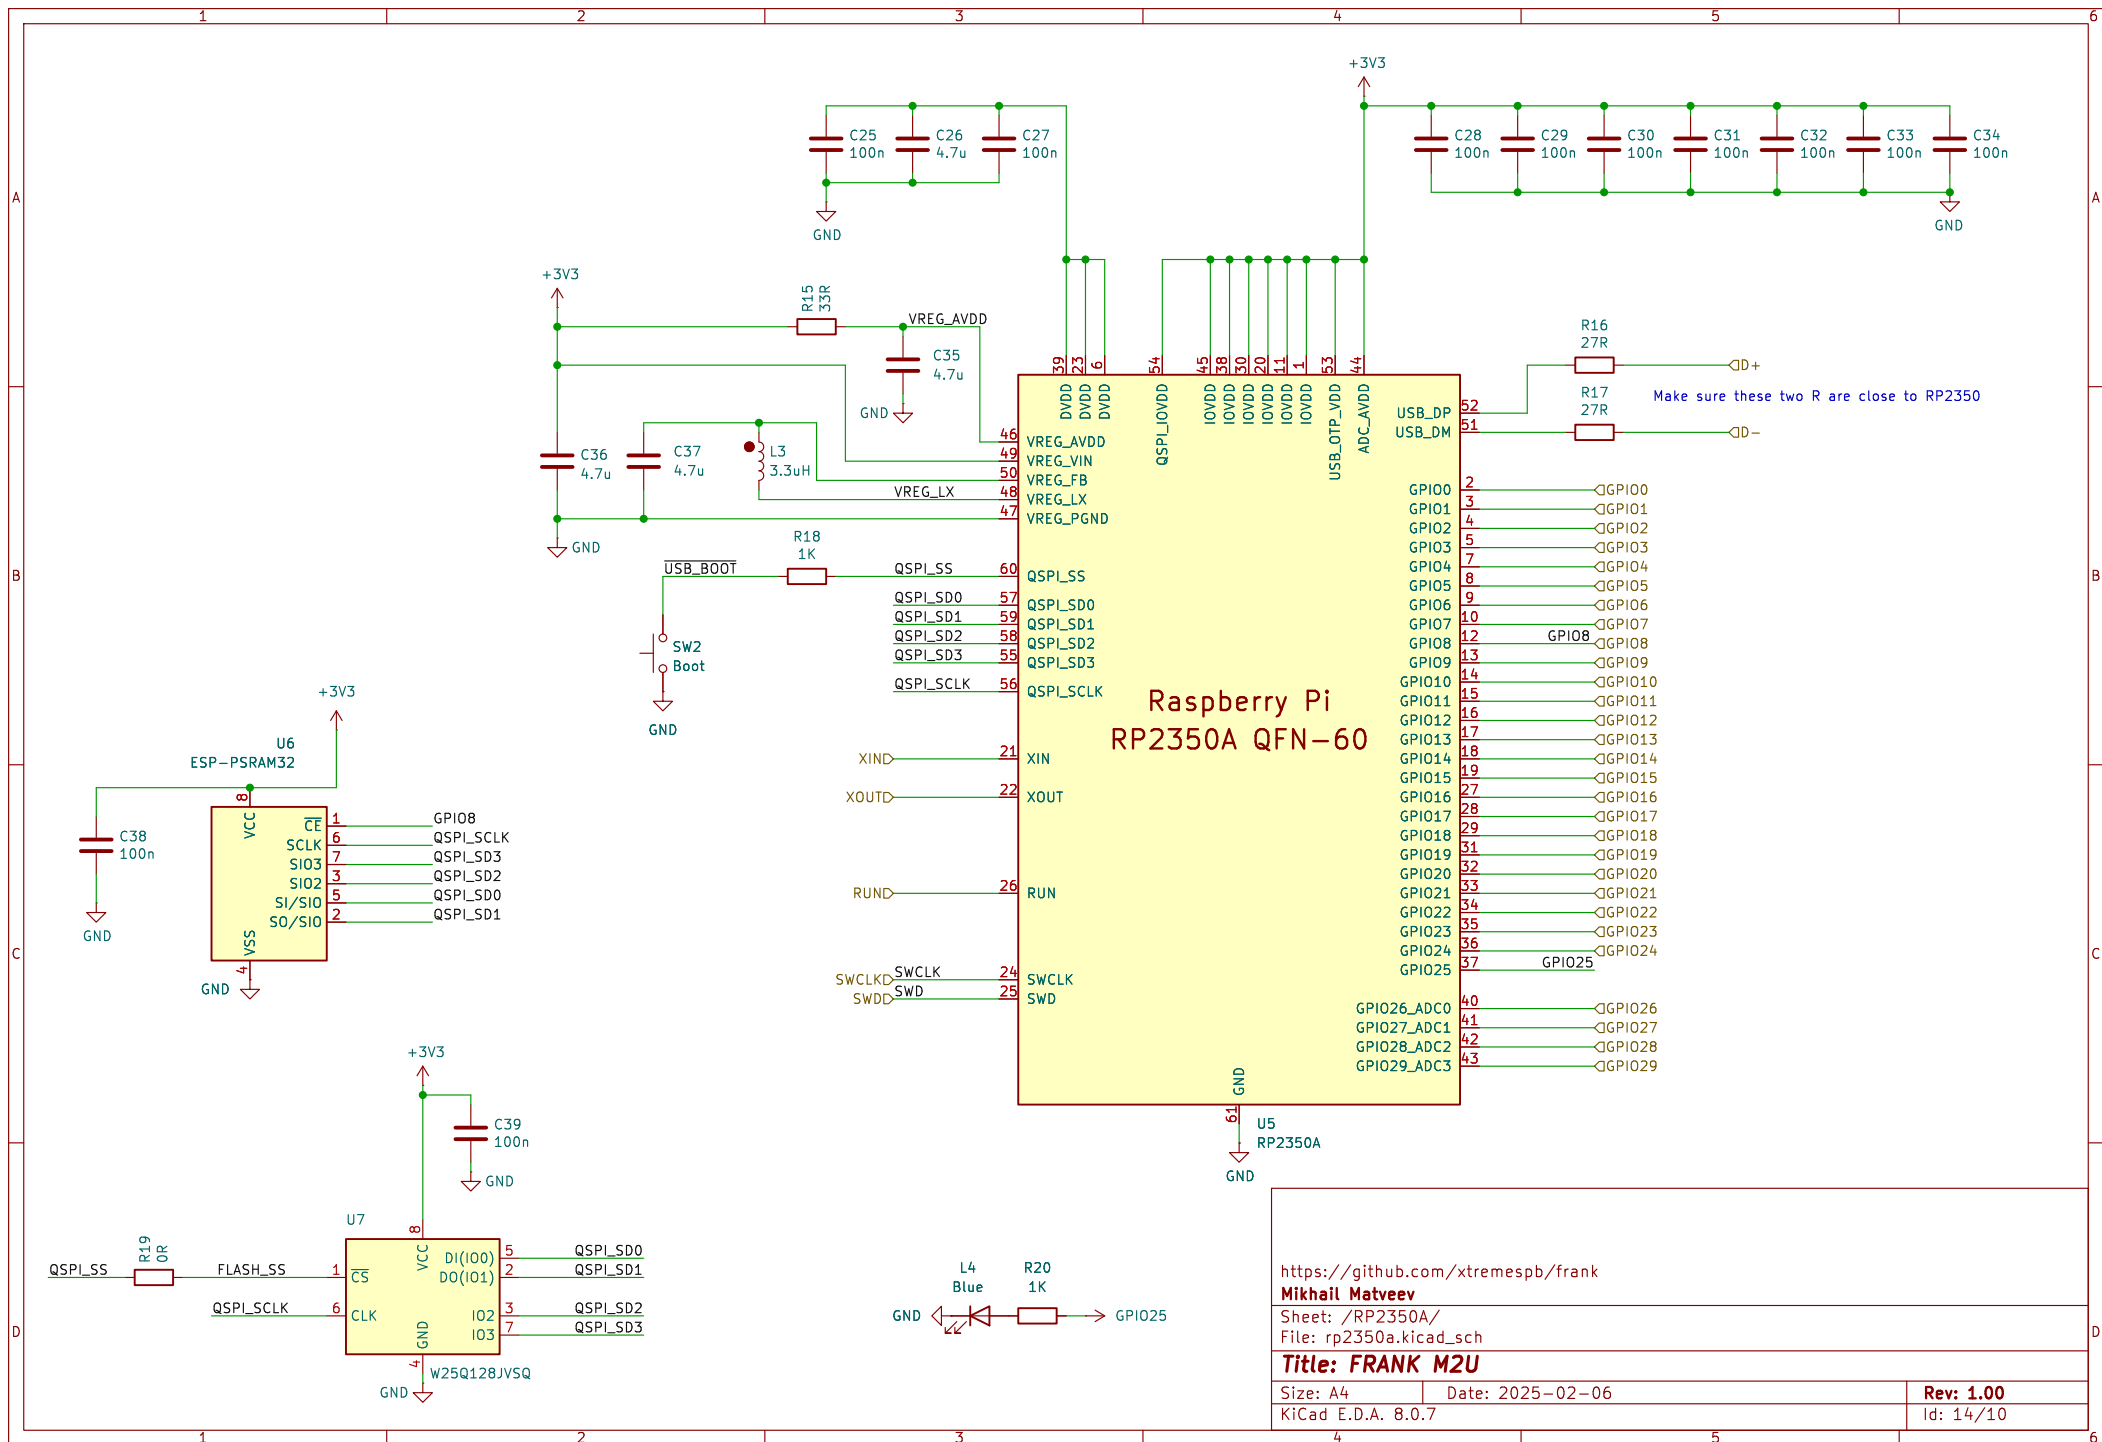 1 2 3 4 5 6
A
B
C
D
A
B
C
D
1 2 3 4 5 6
+3V3
C25
100n
C26
4.7u
C27
100n
GND
C28
100n
C29
100n
C30
100n
C31
100n
C32
100n
C33
100n
C34
100n
GND
+3V3
R15
33R
VREG_AVDD
C35
4.7u
GND
C36
4.7u
C37
4.7u
L3
3.3uH
VREG_LX
GND
R18
1K
USB_BOOT
QSPI_SS
QSPI_SD0
QSPI_SD1
QSPI_SD2
QSPI_SD3
QSPI_SCLK
SW2
Boot
GND
XIN
XOUT
RUN
SWCLK SWCLK
SWD SWD
39 23 6 54 45 38 30 20 11 1 53 44
DVDD DVDD DVDD QSPI_IOVDD IOVDD IOVDD IOVDD IOVDD IOVDD IOVDD USB_OTP_VDD ADC_AVDD
46 VREG_AVDD
49 VREG_VIN
50 VREG_FB
48 VREG_LX
47 VREG_PGND
60 QSPI_SS
57 QSPI_SD0
59 QSPI_SD1
58 QSPI_SD2
55 QSPI_SD3
56 QSPI_SCLK
21 XIN
22 XOUT
26 RUN
24 SWCLK
25 SWD
Raspberry Pi
RP2350A QFN-60
USB_DP 52
USB_DM 51
R16
27R
D+
Make sure these two R are close to RP2350
R17
27R
D-
GPIO0 2 GPIO0
GPIO1 3 GPIO1
GPIO2 4 GPIO2
GPIO3 5 GPIO3
GPIO4 7 GPIO4
GPIO5 8 GPIO5
GPIO6 9 GPIO6
GPIO7 10 GPIO7
GPIO8 12 GPIO8 GPIO8
GPIO9 13 GPIO9
GPIO10 14 GPIO10
GPIO11 15 GPIO11
GPIO12 16 GPIO12
GPIO13 17 GPIO13
GPIO14 18 GPIO14
GPIO15 19 GPIO15
GPIO16 27 GPIO16
GPIO17 28 GPIO17
GPIO18 29 GPIO18
GPIO19 31 GPIO19
GPIO20 32 GPIO20
GPIO21 33 GPIO21
GPIO22 34 GPIO22
GPIO23 35 GPIO23
GPIO24 36 GPIO24
GPIO25 37 GPIO25
GPIO26_ADC0 40 GPIO26
GPIO27_ADC1 41 GPIO27
GPIO28_ADC2 42 GPIO28
GPIO29_ADC3 43 GPIO29
GND
61
U5
RP2350A
GND
+3V3
U6
ESP-PSRAM32
C38
100n
GND
8
VCC
CE 1 GPIO8
SCLK 6 QSPI_SCLK
SIO3 7 QSPI_SD3
SIO2 3 QSPI_SD2
SI/SIO 5 QSPI_SD0
SO/SIO 2 QSPI_SD1
VSS
4
GND
+3V3
C39
100n
GND
U7
8
VCC
QSPI_SS
R19
0R
FLASH_SS
1 CS
QSPI_SCLK
6 CLK
DI(IO0) 5 QSPI_SD0
DO(IO1) 2 QSPI_SD1
IO2 3 QSPI_SD2
IO3 7 QSPI_SD3
GND
4
W25Q128JVSQ
GND
L4
Blue
R20
1K
GND
GPIO25
https://github.com/xtremespb/frank
Mikhail Matveev
Sheet: /RP2350A/
File: rp2350a.kicad_sch
Title: FRANK M2U
Size: A4 Date: 2025-02-06 Rev: 1.00
KiCad E.D.A. 8.0.7 Id: 14/10